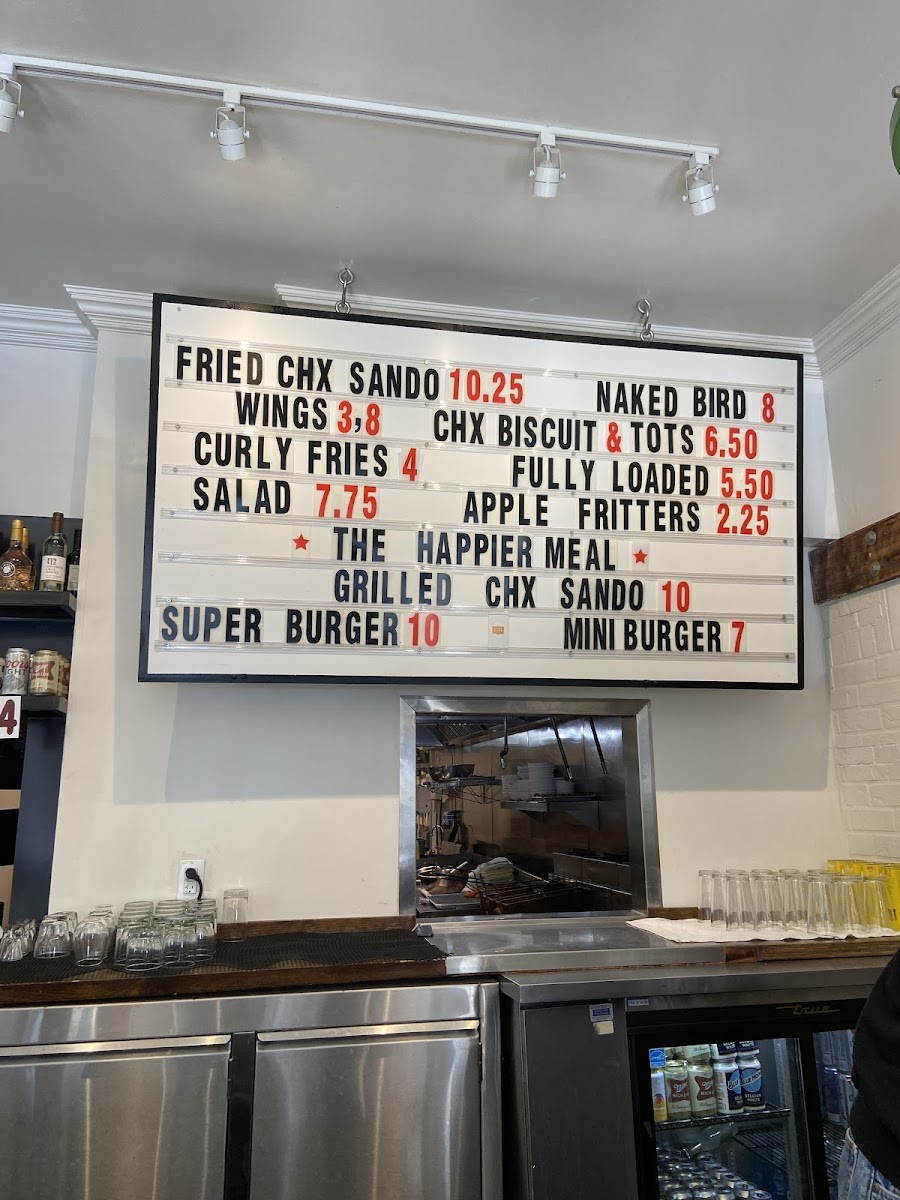 FRIED CHX SANDO 10.25 NAKED BIRD 8
WINGS 3,8 CHX BISCUIT & TOTS 6.50
CURLY FRIES 4 FULLY LOADED 5.50
SALAD 7.75 APPLE FRITTERS 2.25
★ THE HAPPIER MEAL ★
GRILLED CHX SANDO 10
SUPER BURGER 10 MINI BURGER 7
4
True